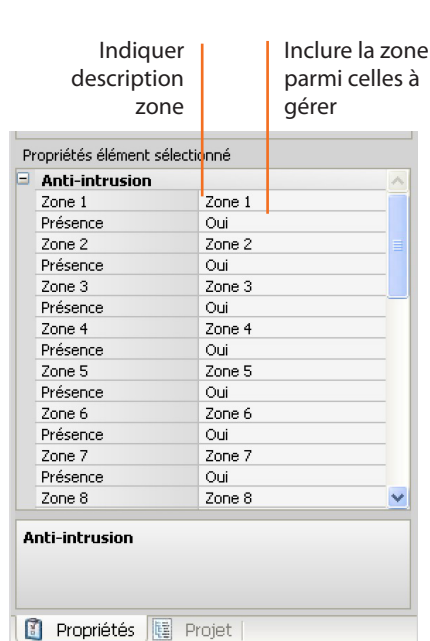 Indiquer
description
zone
Inclure la zone
parmi celles à
gérer
Propriétés élément sélectionné
Anti-intrusion
Zone 1 Zone 1
Présence Oui
Zone 2 Zone 2
Présence Oui
Zone 3 Zone 3
Présence Oui
Zone 4 Zone 4
Présence Oui
Zone 5 Zone 5
Présence Oui
Zone 6 Zone 6
Présence Oui
Zone 7 Zone 7
Présence Oui
Zone 8 Zone 8
Anti-intrusion
Propriétés Projet